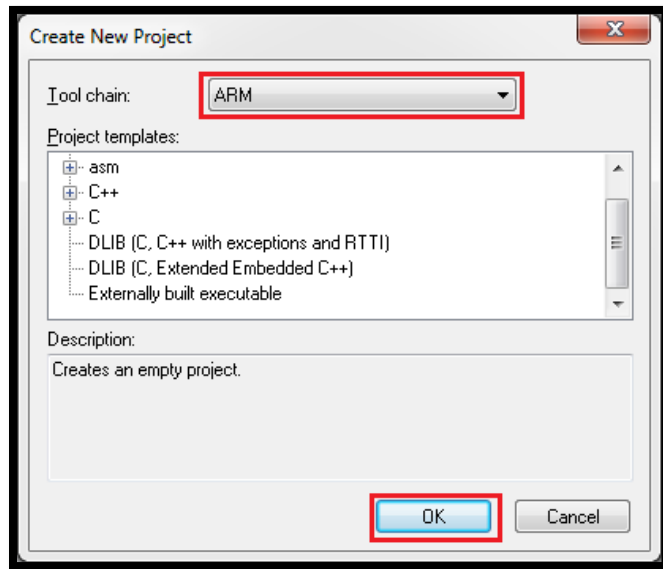 Create New Project
Tool chain:
ARM
Project templates:
asm
C++
C
DLIB (C, C++ with exceptions and RTTI)
DLIB (C, Extended Embedded C++)
Externally built executable
Description:
Creates an empty project.
OK
Cancel